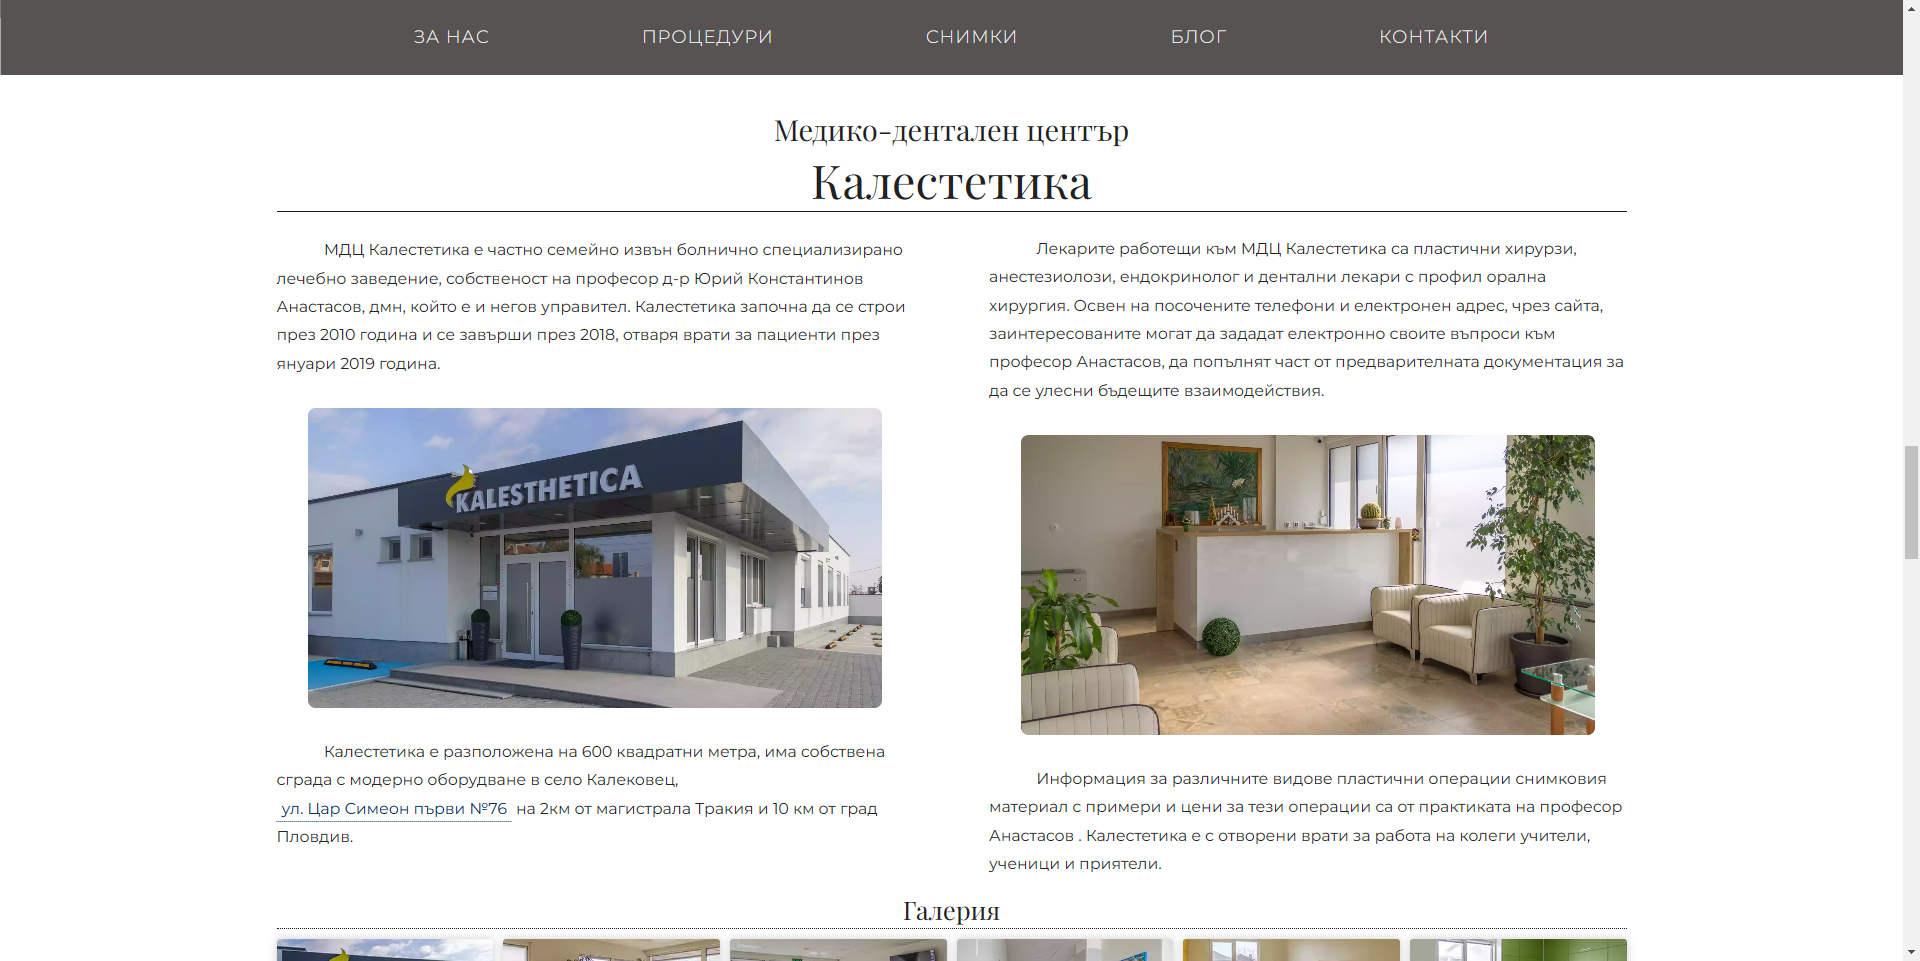 ЗА НАС
ПРОЦЕДУРИ
СНИМКИ
БЛОГ
КОНТАКТИ
Медико-дентален център
Калестетика
МДЦ Калестетика е частно семейно извън болнично специализирано
лечебно заведение, собственост на професор д-р Юрий Константинов
Анастасов, дмн, който е и негов управител. Калестетика започна да се строи
през 2010 година и се завърши през 2018, отваря врати за пациенти през
януари 2019 година.
KALESTHETICA
Калестетика е разположена на 600 квадратни метра, има собствена
сграда с модерно оборудване в село Калековец,
ул. Цар Симеон първи №76 на 2км от магистрала Тракия и 10 км от град
Пловдив.
Лекарите работещи към МДЦ Калестетика са пластични хирурзи,
анестезиолози, ендокринолог и дентални лекари с профил орална
хирургия. Освен на посочените телефони и електронен адрес, чрез сайта,
заинтересованите могат да зададат електронно своите въпроси към
професор Анастасов, да попълнят част от предварителната документация за
да се улесни бъдещите взаимодействия.
Информация за различните видове пластични операции снимковия
материал с примери и цени за тези операции са от практиката на професор
Анастасов . Калестетика е с отворени врати за работа на колеги учители,
ученици и приятели.
Галерия